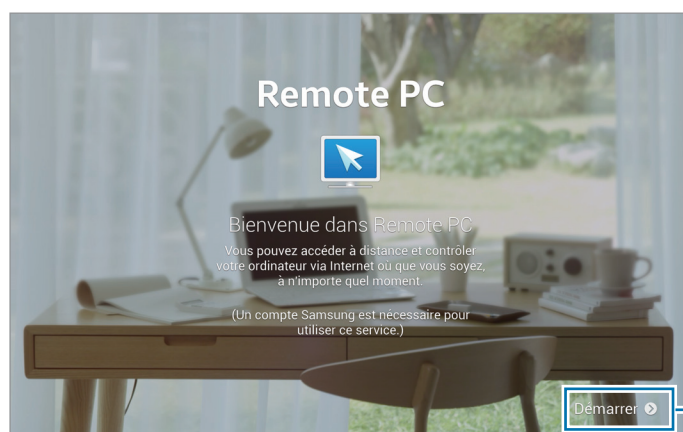 Remote PC
Bienvenue dans Remote PC
Vous pouvez accéder à distance et contrôler
votre ordinateur via Internet où que vous soyez,
à n'importe quel moment.
(Un compte Samsung est nécessaire pour
utiliser ce service.)
Démarrer